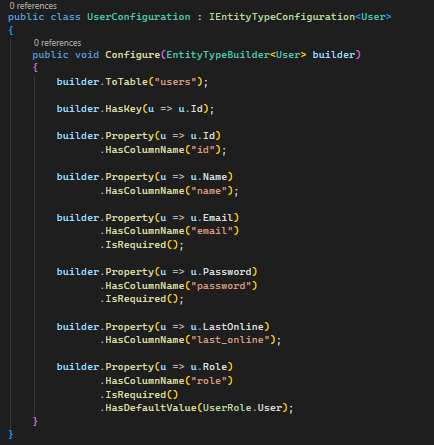 0 references
public class UserConfiguration : IEntityTypeConfiguration<User>
{
0 references
public void Configure(EntityTypeBuilder<User> builder)
{
builder.ToTable("users");
builder.HasKey(u => u.Id);
builder.Property(u => u.Id)
.HasColumnName("id");
builder.Property(u => u.Name)
.HasColumnName("name");
builder.Property(u => u.Email)
.HasColumnName("email")
.IsRequired();
builder.Property(u => u.Password)
.HasColumnName("password")
.IsRequired();
builder.Property(u => u.LastOnline)
.HasColumnName("last_online");
builder.Property(u => u.Role)
.HasColumnName("role")
.IsRequired()
.HasDefaultValue(UserRole.User);
}
}